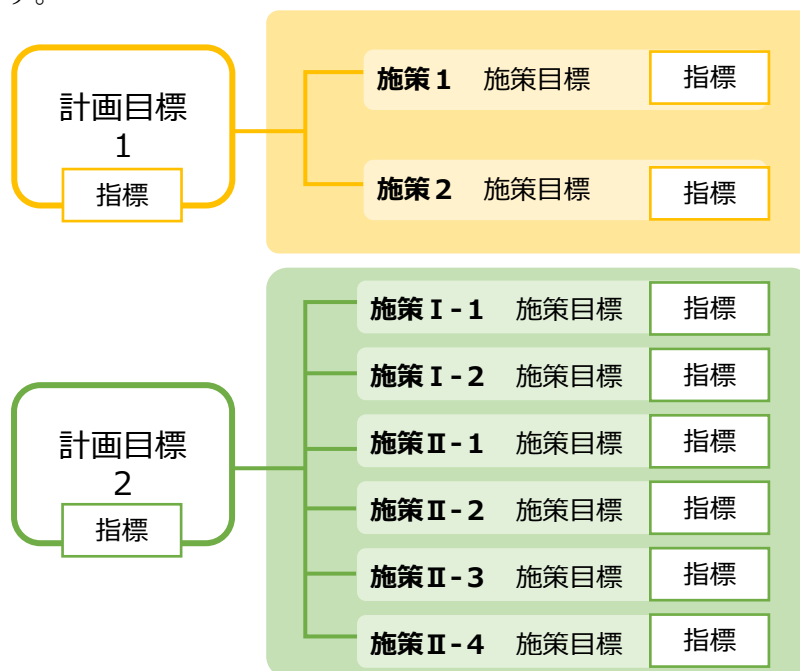 す。
計画目標
1
指標
施策1 施策目標 指標
施策2 施策目標 指標
計画目標
2
指標
施策Ⅰ-1 施策目標 指標
施策Ⅰ-2 施策目標 指標
施策Ⅱ-1 施策目標 指標
施策Ⅱ-2 施策目標 指標
施策Ⅱ-3 施策目標 指標
施策Ⅱ-4 施策目標 指標